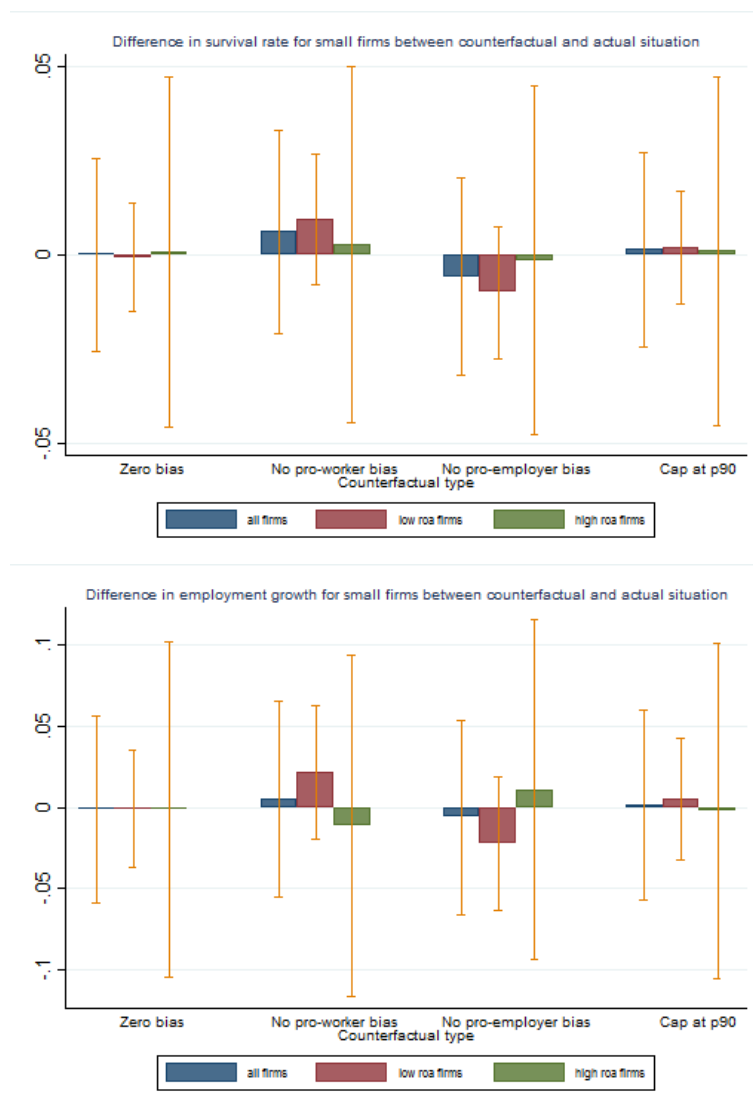 Difference in survival rate for small firms between counterfactual and actual situation
.05
0
-.05
Zero bias No pro-worker bias No pro-employer bias Cap at p90
Counterfactual type
all firms low roa firms high roa firms
Difference in employment growth for small firms between counterfactual and actual situation
.1
.05
0
-.05
-.1
Zero bias No pro-worker bias No pro-employer bias Cap at p90
Counterfactual type
all firms low roa firms high roa firms